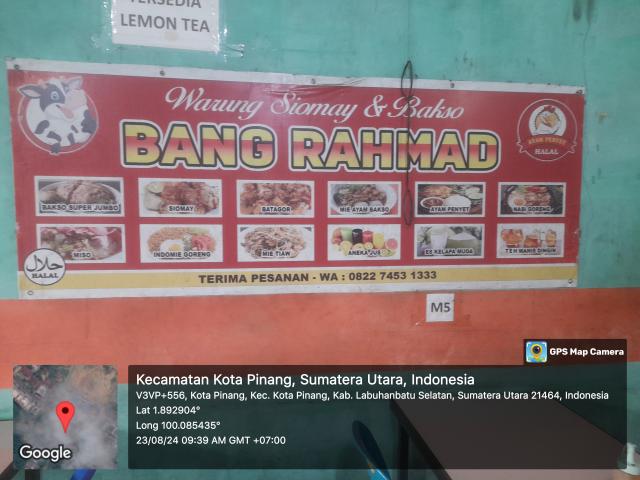 TERSEDIA
LEMON TEA
Warung Siomay & Bakso
BANG RAHMAD
AYAM PENYET
HALAL
BAKSO SUPER JUMBO
SIOMAY
BATAGOR
MIE AYAM BAKSO
AYAM PENYET
NASI GORENG
MISO
INDOMIE GORENG
MIE TIAW
ANEKA JUS
ES KELAPA MUDA
TEH MANIS DINGIN
حلال
HALAL
TERIMA PESANAN - WA : 0822 7453 1333
M5
GPS Map Camera
Kecamatan Kota Pinang, Sumatera Utara, Indonesia
V3VP+556, Kota Pinang, Kec. Kota Pinang, Kab. Labuhanbatu Selatan, Sumatera Utara 21464, Indonesia
Lat 1.892904°
Long 100.085435°
23/08/24 09:39 AM GMT +07:00
Google